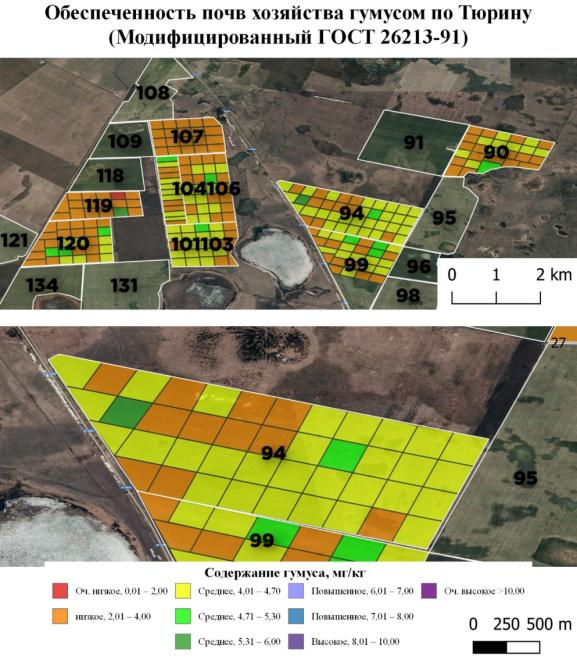 Обеспеченность почв хозяйства гумусом по Тюрину
(Модифицированный ГОСТ 26213-91)
108
109
107
91
90
118
104106
119
94
95
121
120
101103
99
96
134
131
98
0 1 2 km
27
94
95
99
Содержание гумуса, мг/кг
Оч. низкое, 0,01 – 2,00
Среднее, 4,01 – 4,70
Повышенное, 6,01 – 7,00
Оч. высокое >10,00
низкое, 2,01 – 4,00
Среднее, 4,71 – 5,30
Повышенное, 7,01 – 8,00
Среднее, 5,31 – 6,00
Высокое, 8,01 – 10,00
0 250 500 m